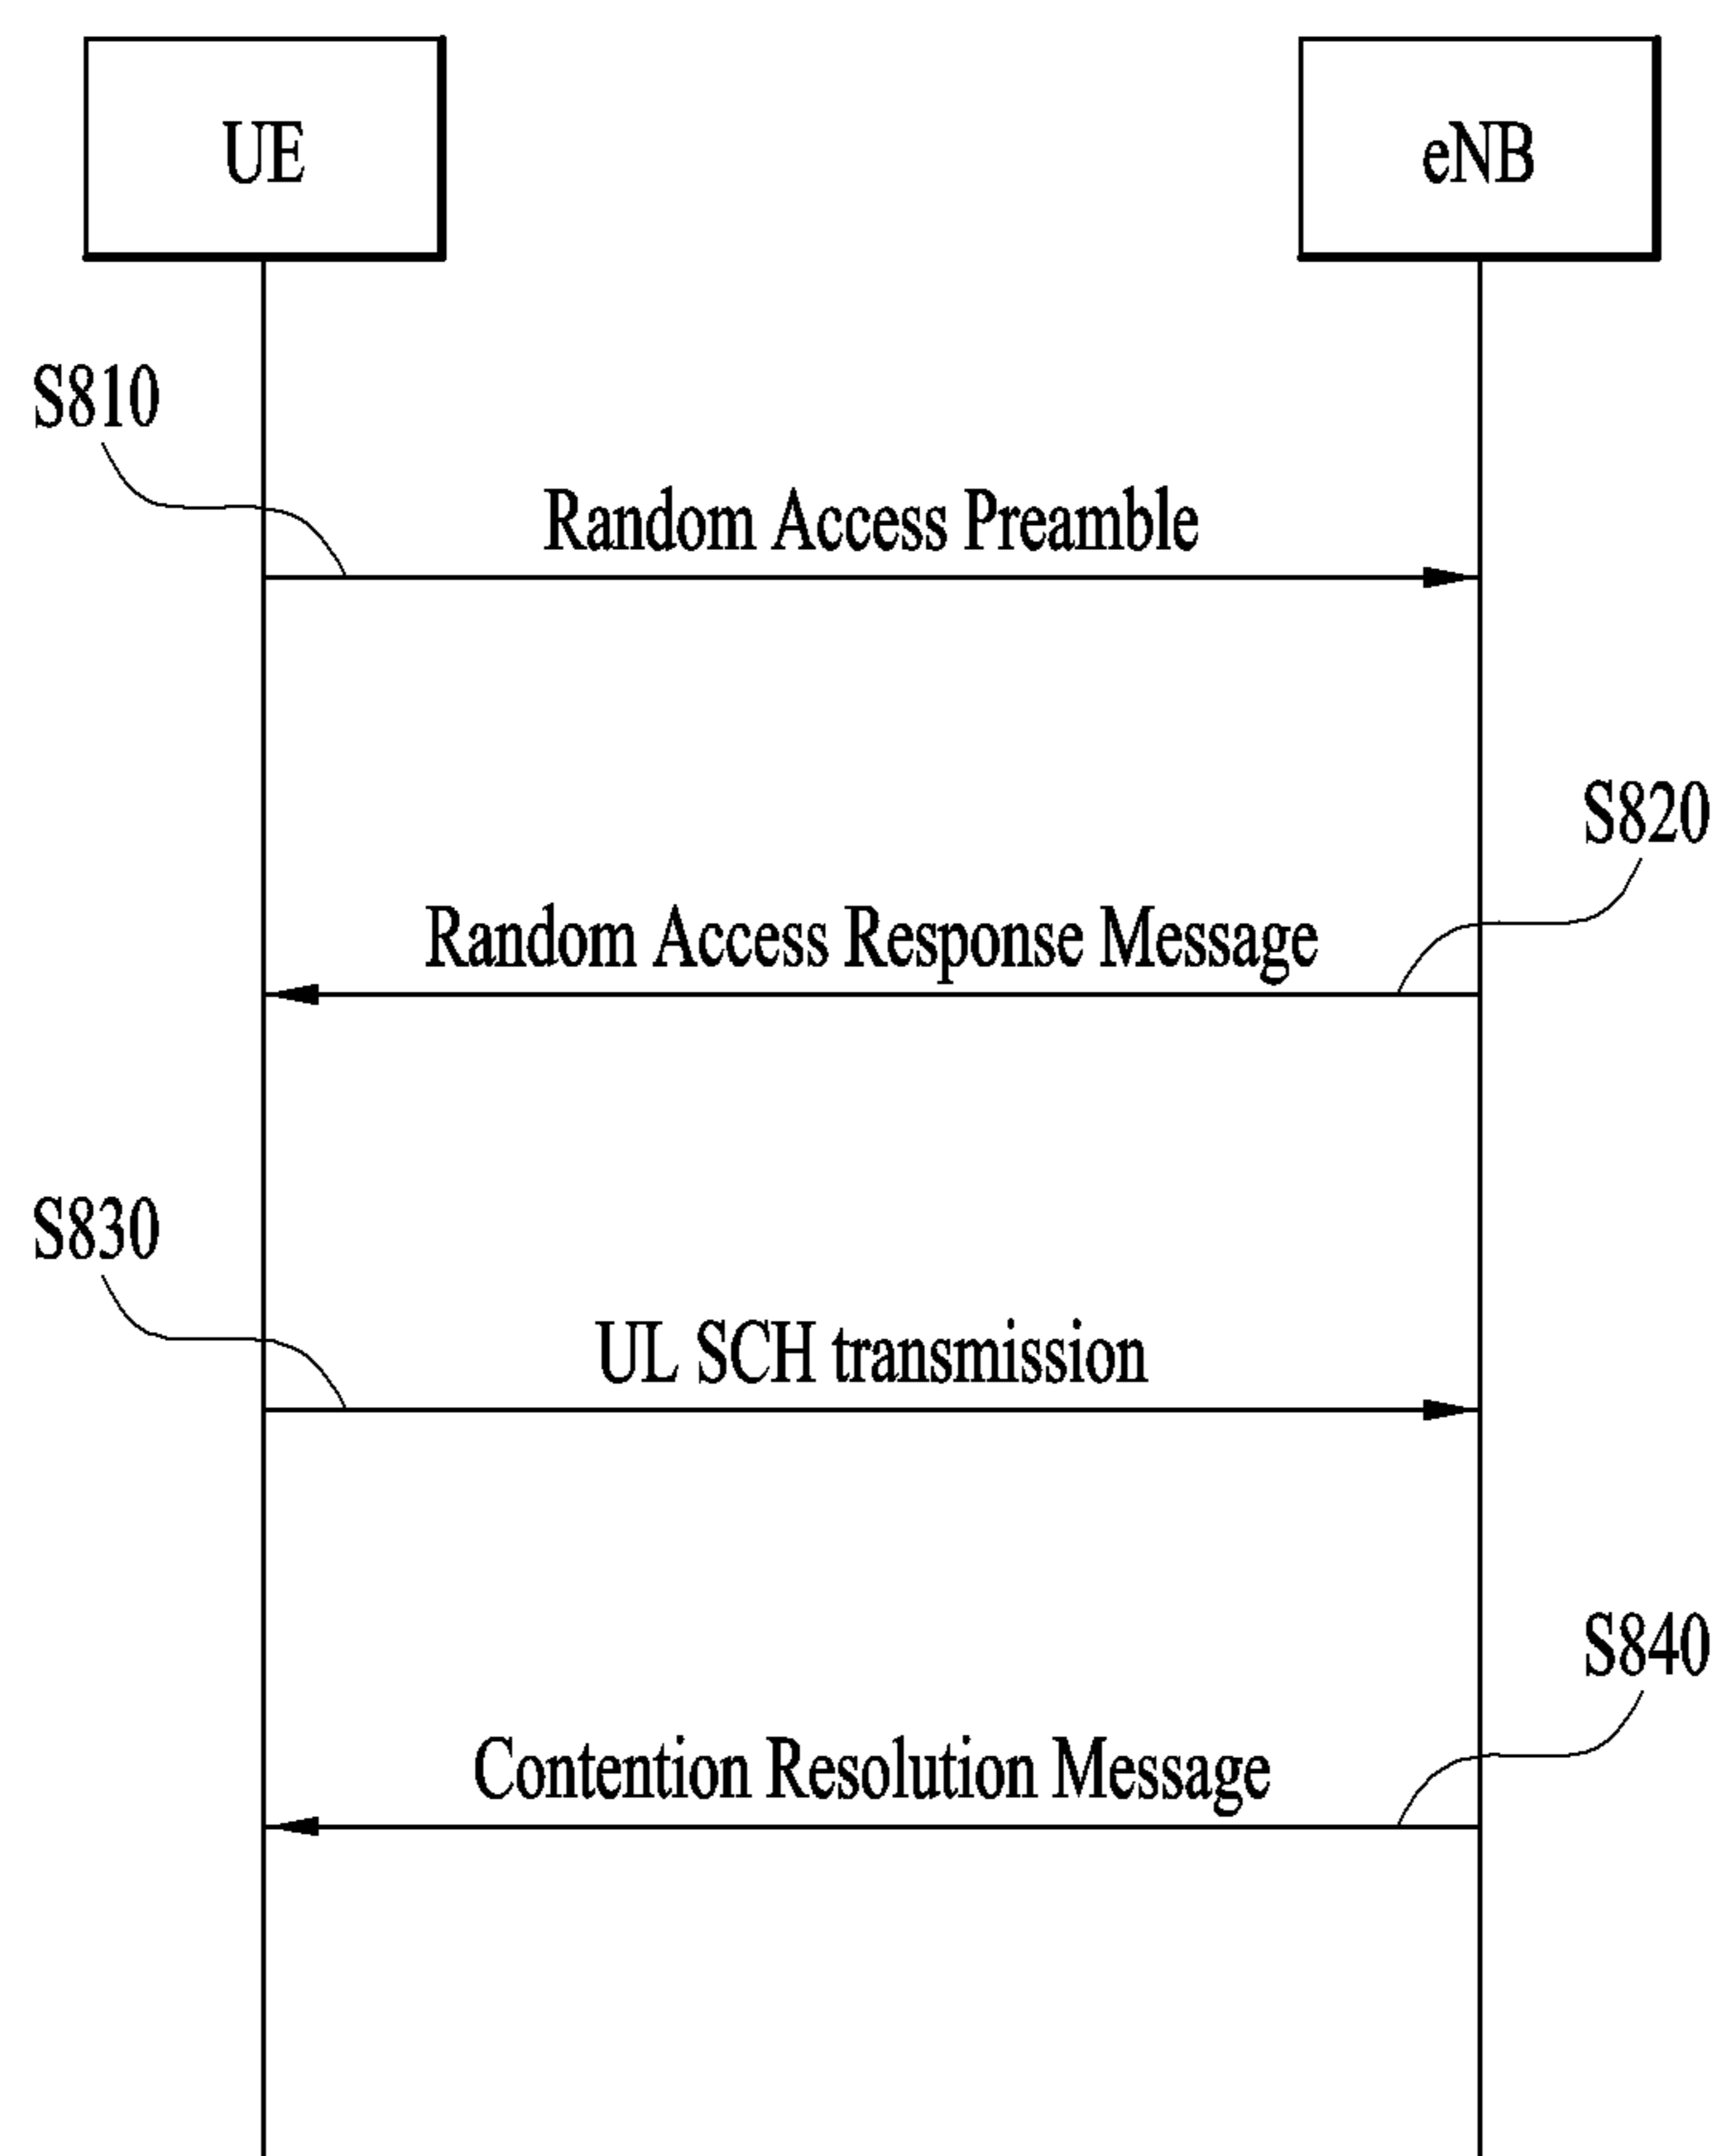 UE
eNB
S810
Random Access Preamble
S820
Random Access Response Message
S830
UL SCH transmission
S840
Contention Resolution Message